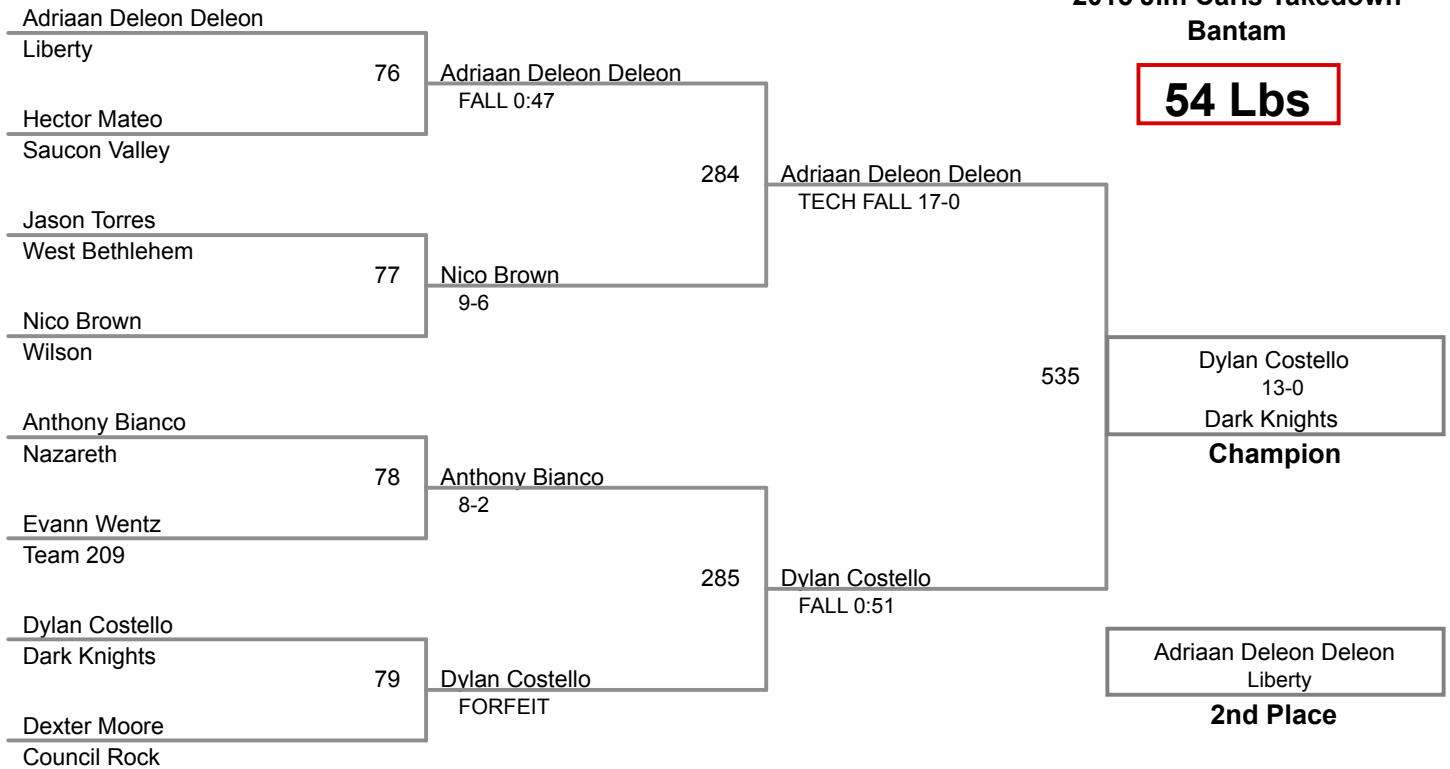 2013 Jim Caris Takedown
Bantam
54 Lbs
Adriaan Deleon Deleon
Liberty
76
Adriaan Deleon Deleon
FALL 0:47
Hector Mateo
Saucon Valley
284
Adriaan Deleon Deleon
TECH FALL 17-0
Jason Torres
West Bethlehem
77
Nico Brown
9-6
Nico Brown
Wilson
535
Dylan Costello
13-0
Dark Knights
Champion
Anthony Bianco
Nazareth
78
Anthony Bianco
8-2
Evann Wentz
Team 209
285
Dylan Costello
FALL 0:51
Dylan Costello
Dark Knights
79
Dylan Costello
FORFEIT
Dexter Moore
Council Rock
Adriaan Deleon Deleon
Liberty
2nd Place